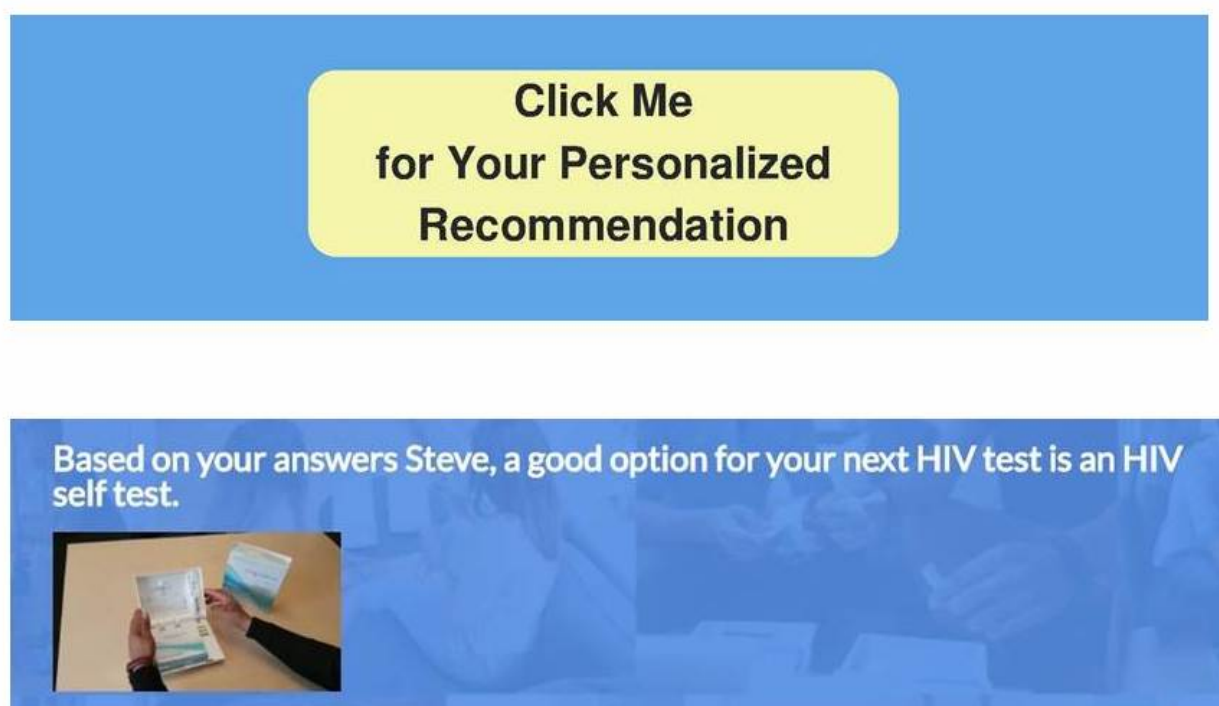 Click Me
for Your Personalized
Recommendation
Based on your answers Steve, a good option for your next HIV test is an HIV
self test.